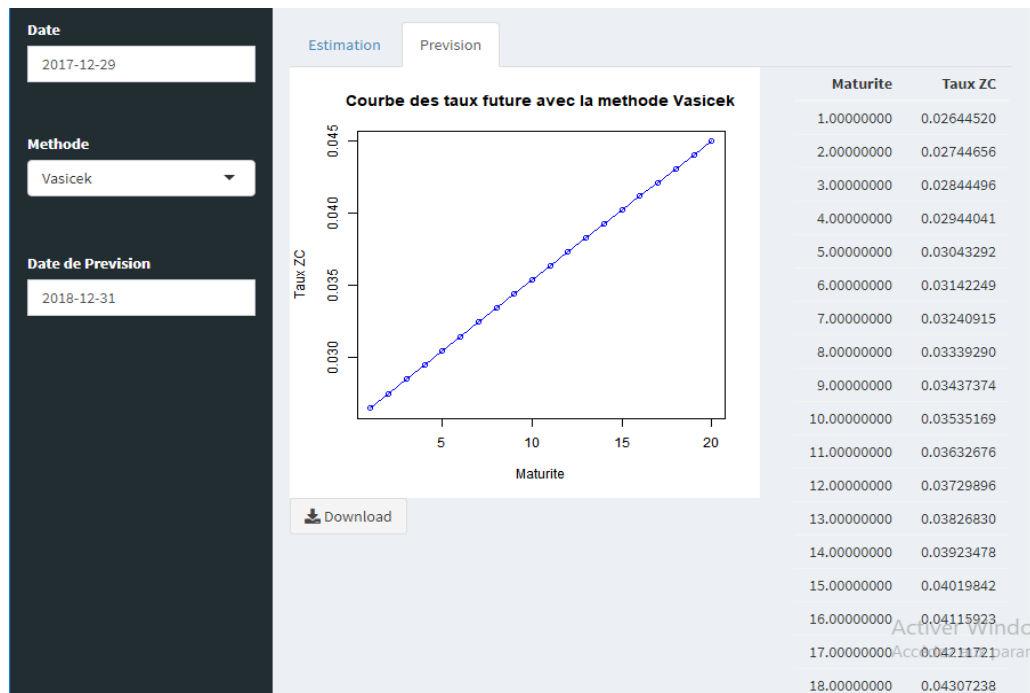 Date
2017-12-29
Methode
Vasicek
Date de Prevision
2018-12-31
Estimation
Prevision
Courbe des taux future avec la methode Vasicek
Taux ZC
0.045
0.040
0.035
0.030
5 10 15 20
Maturite
Download
Maturite Taux ZC
1.00000000 0.02644520
2.00000000 0.02744656
3.00000000 0.02844496
4.00000000 0.02944041
5.00000000 0.03043292
6.00000000 0.03142249
7.00000000 0.03240915
8.00000000 0.03339290
9.00000000 0.03437374
10.00000000 0.03535169
11.00000000 0.03632676
12.00000000 0.03729896
13.00000000 0.03826830
14.00000000 0.03923478
15.00000000 0.04019842
16.00000000 0.04115923
Activer Windo
17.00000000 0.04211721
18.00000000 0.04307238